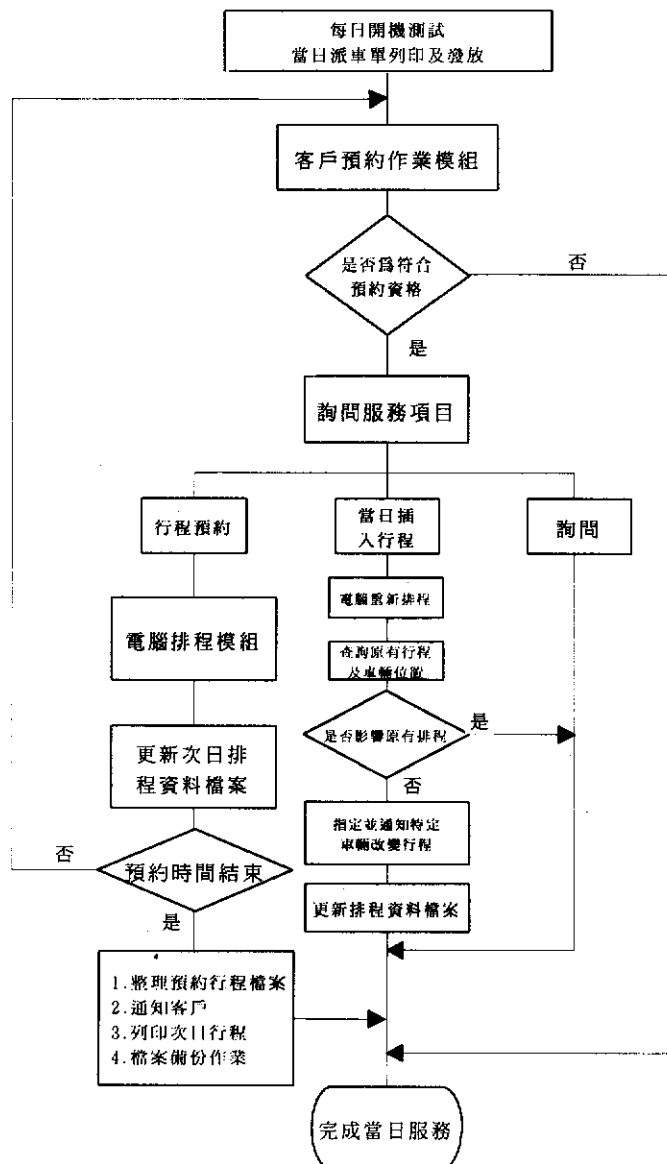 每日開機測試
當日派車單列印及發放
客戶預約作業模組
是否為符合
預約資格
否
是
詢問服務項目
行程預約
當日插
入行程
詢問
電腦重新排程
電腦排程模組
查詢原有行程
及車輛位置
是否影響原有排程
是
更新次日排
程資料檔案
否
指定並通知特定
車輛改變行程
預約時間結束
否
是
更新排程資料檔案
1.整理預約行程檔案
2.通知客戶
3.列印次日行程
4.檔案備份作業
完成當日服務